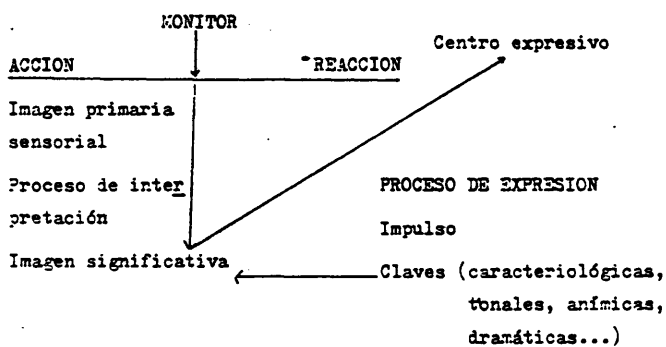 MONITOR
Centro expresivo
ACCION
REACCION
Imagen primaria
sensorial
Proceso de inter
pretación
Imagen significativa
PROCESO DE EXPRESION
Impulso
Claves (caracteriológicas,
tonales, anímicas,
dramáticas...)